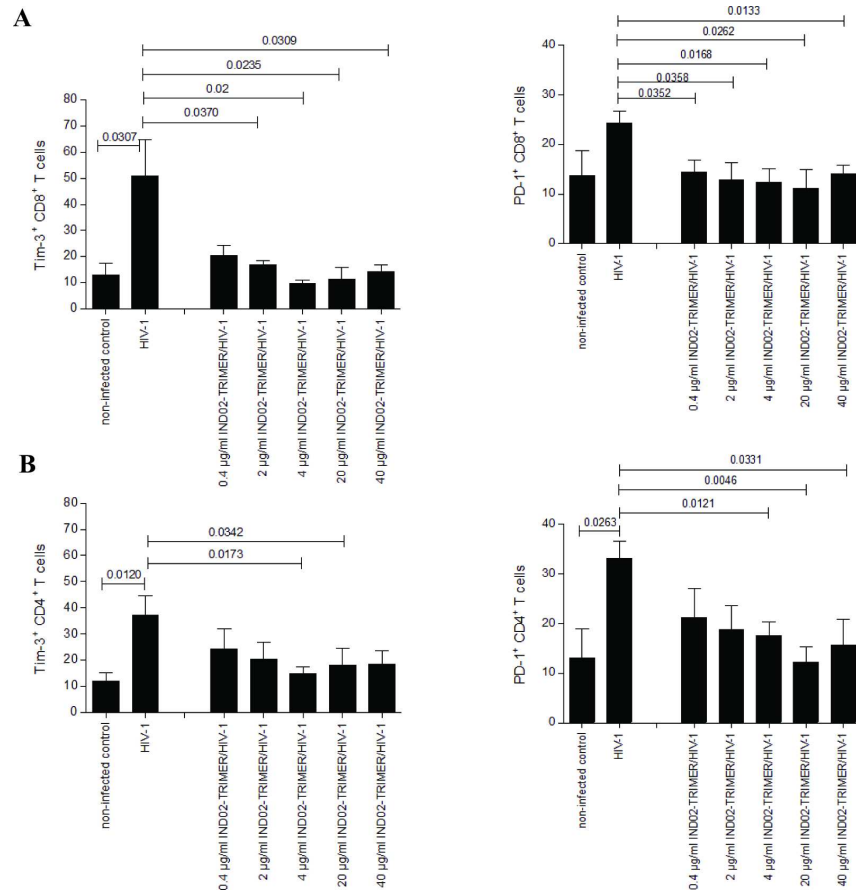 A
0.0309
0.0235
0.02
0.0370
0.0307
80
70
60
50
40
30
20
10
0
Tim-3⁺ CD8⁺ T cells
non-infected control
HIV-1
0.4 µg/ml IND02-TRIMER/HIV-1
2 µg/ml IND02-TRIMER/HIV-1
4 µg/ml IND02-TRIMER/HIV-1
20 µg/ml IND02-TRIMER/HIV-1
40 µg/ml IND02-TRIMER/HIV-1
0.0133
0.0262
0.0168
0.0358
0.0352
40
30
20
10
0
PD-1⁺ CD8⁺ T cells
non-infected control
HIV-1
0.4 µg/ml IND02-TRIMER/HIV-1
2 µg/ml IND02-TRIMER/HIV-1
4 µg/ml IND02-TRIMER/HIV-1
20 µg/ml IND02-TRIMER/HIV-1
40 µg/ml IND02-TRIMER/HIV-1
B
0.0342
0.0173
0.0120
80
70
60
50
40
30
20
10
0
Tim-3⁺ CD4⁺ T cells
non-infected control
HIV-1
0.4 µg/ml IND02-TRIMER/HIV-1
2 µg/ml IND02-TRIMER/HIV-1
4 µg/ml IND02-TRIMER/HIV-1
20 µg/ml IND02-TRIMER/HIV-1
40 µg/ml IND02-TRIMER/HIV-1
0.0331
0.0046
0.0121
0.0263
40
30
20
10
0
PD-1⁺ CD4⁺ T cells
non-infected control
HIV-1
0.4 µg/ml IND02-TRIMER/HIV-1
2 µg/ml IND02-TRIMER/HIV-1
4 µg/ml IND02-TRIMER/HIV-1
20 µg/ml IND02-TRIMER/HIV-1
40 µg/ml IND02-TRIMER/HIV-1